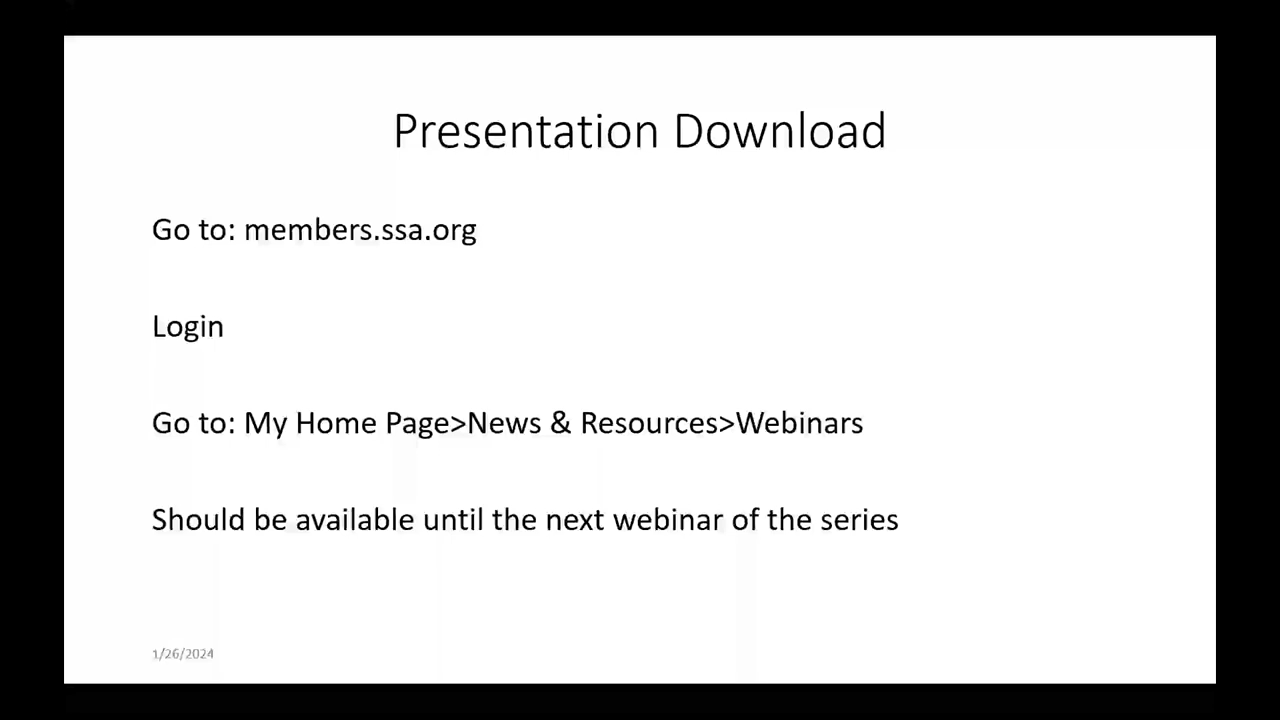 Presentation Download
Go to: members.ssa.org
Login
Go to: My Home Page>News & Resources>Webinars
Should be available until the next webinar of the series
1/26/2024